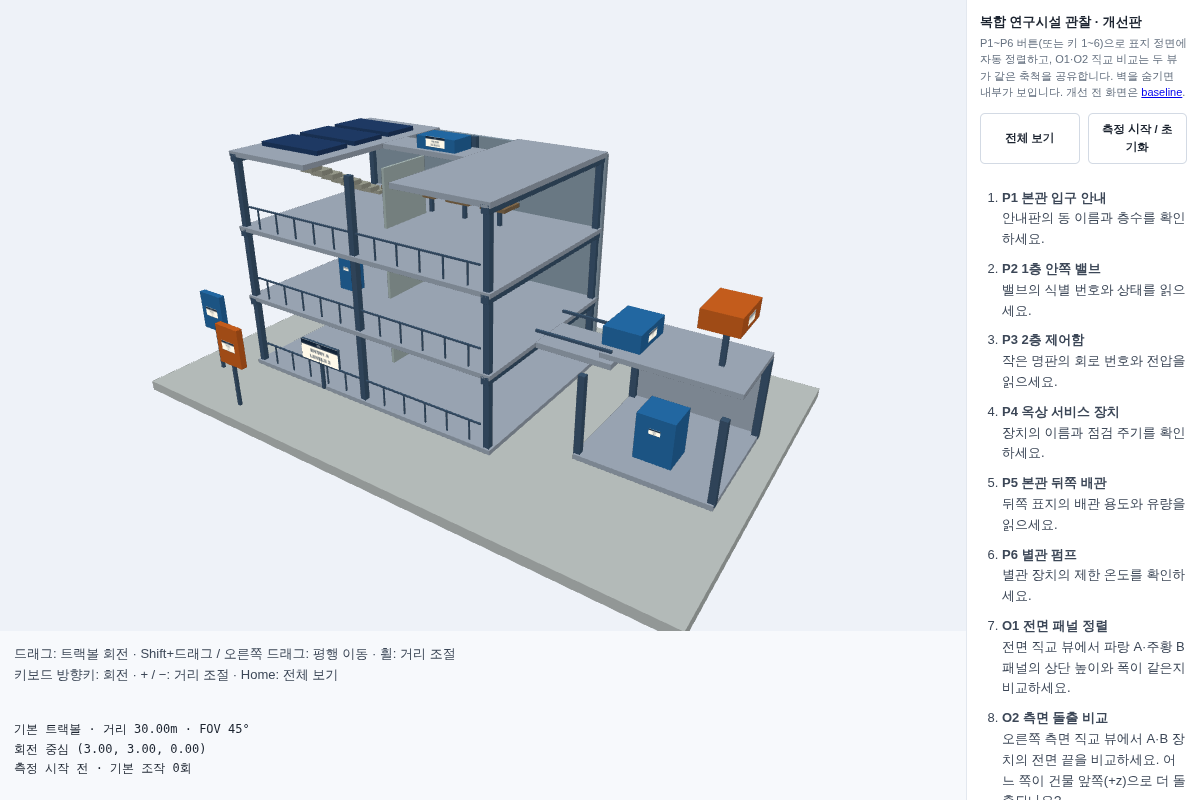 복합 연구시설 관찰 · 개선판
P1~P6 버튼(또는 키 1~6)으로 표지 정면에
자동 정렬하고, O1·O2 직교 비교는 두 뷰
가 같은 축척을 공유합니다. 벽을 숨기면
내부가 보입니다. 개선 전 화면은 baseline.
전체 보기
측정 시작 / 초
기화
1. P1 본관 입구 안내
안내판의 동 이름과 층수를 확인
하세요.
2. P2 1층 안쪽 밸브
밸브의 식별 번호와 상태를 읽으
세요.
3. P3 2층 제어함
작은 명판의 회로 번호와 전압을
읽으세요.
4. P4 옥상 서비스 장치
장치의 이름과 점검 주기를 확인
하세요.
5. P5 본관 뒤쪽 배관
뒤쪽 표지의 배관 용도와 유량을
읽으세요.
6. P6 별관 펌프
별관 장치의 제한 온도를 확인하
세요.
7. O1 전면 패널 정렬
전면 직교 뷰에서 파랑 A·주황 B
패널의 상단 높이와 폭이 같은지
비교하세요.
8. O2 측면 돌출 비교
오른쪽 측면 직교 뷰에서 A·B 장
치의 전면 끝을 비교하세요. 어
느 쪽이 건물 앞쪽(+z)으로 더 돌
출되나요?
드래그: 트랙볼 회전 · Shift+드래그 / 오른쪽 드래그: 평행 이동 · 휠: 거리 조절
키보드 방향키: 회전 · + / −: 거리 조절 · Home: 전체 보기
기본 트랙볼 · 거리 30.00m · FOV 45°
회전 중심 (3.00, 3.00, 0.00)
측정 시작 전 · 기본 조작 0회